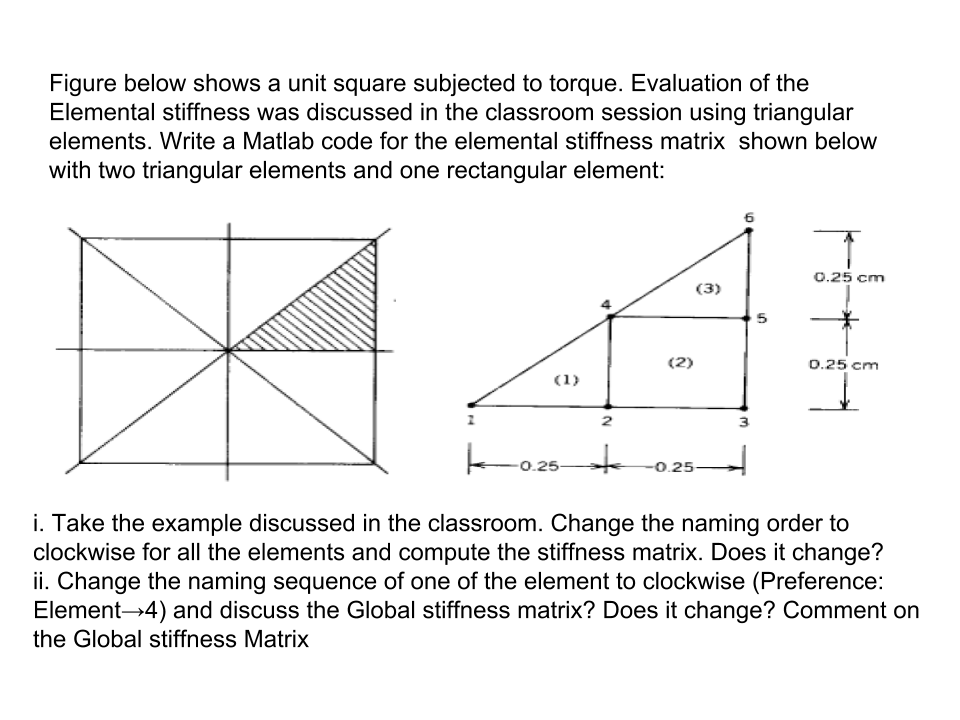 Figure below shows a unit square subjected to torque. Evaluation of the
Elemental stiffness was discussed in the classroom session using triangular
elements. Write a Matlab code for the elemental stiffness matrix  shown below
with two triangular elements and one rectangular element:
6
0.25 cm
(3)
4
5
(2)
0.25 cm
(1)
1
2
3
0.25
0.25
i. Take the example discussed in the classroom. Change the naming order to
clockwise for all the elements and compute the stiffness matrix. Does it change?
ii. Change the naming sequence of one of the element to clockwise (Preference:
Element→4) and discuss the Global stiffness matrix? Does it change? Comment on
the Global stiffness Matrix